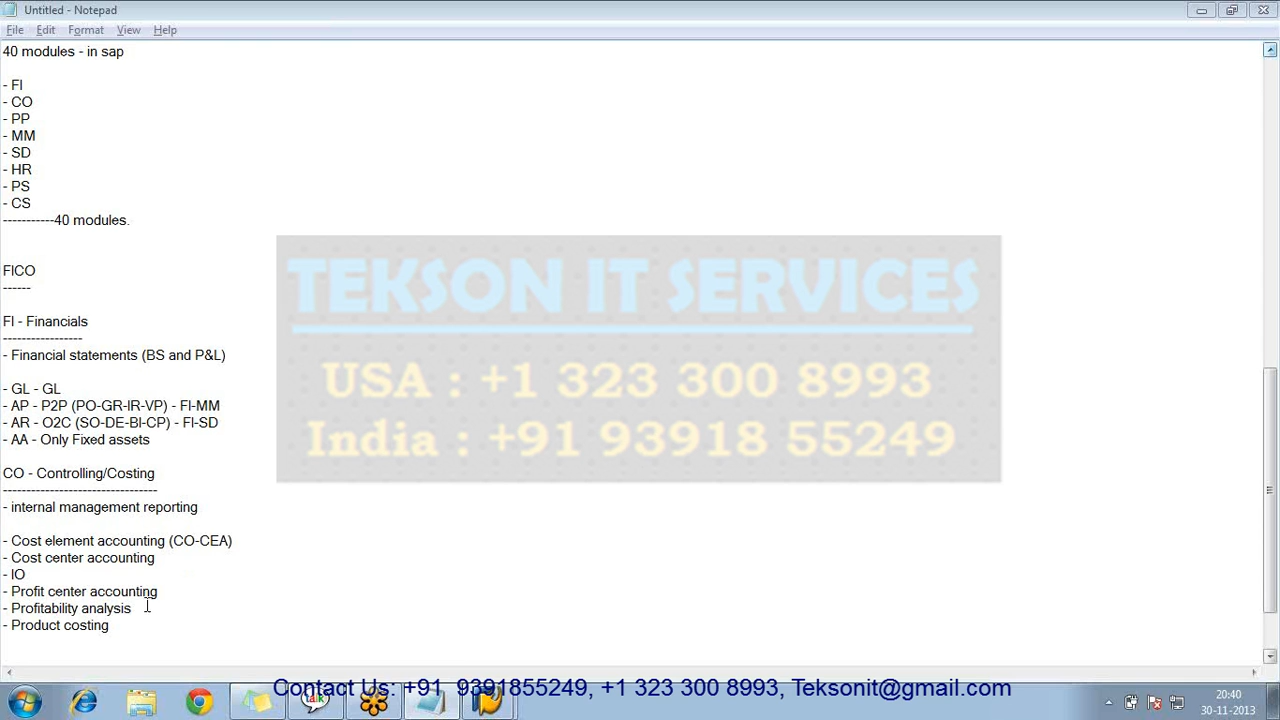 Untitled - Notepad
File Edit Format View Help
40 modules - in sap
- FI
- CO
- PP
- MM
- SD
- HR
- PS
- CS
-----------40 modules.
FICO
------
FI - Financials
-----------------
- Financial statements (BS and P&L)
- GL - GL
- AP - P2P (PO-GR-IR-VP) - FI-MM
- AR - O2C (SO-DE-BI-CP) - FI-SD
- AA - Only Fixed assets
CO - Controlling/Costing
---------------------------------
- internal management reporting
- Cost element accounting (CO-CEA)
- Cost center accounting
- IO
- Profit center accounting
- Profitability analysis
- Product costing
TEKSON IT SERVICES
USA : +1 323 300 8993
India : +91 93918 55249
talk
Contact Us: +91 9391855249, +1 323 300 8993, Teksonit@gmail.com
20:40
30-11-2013